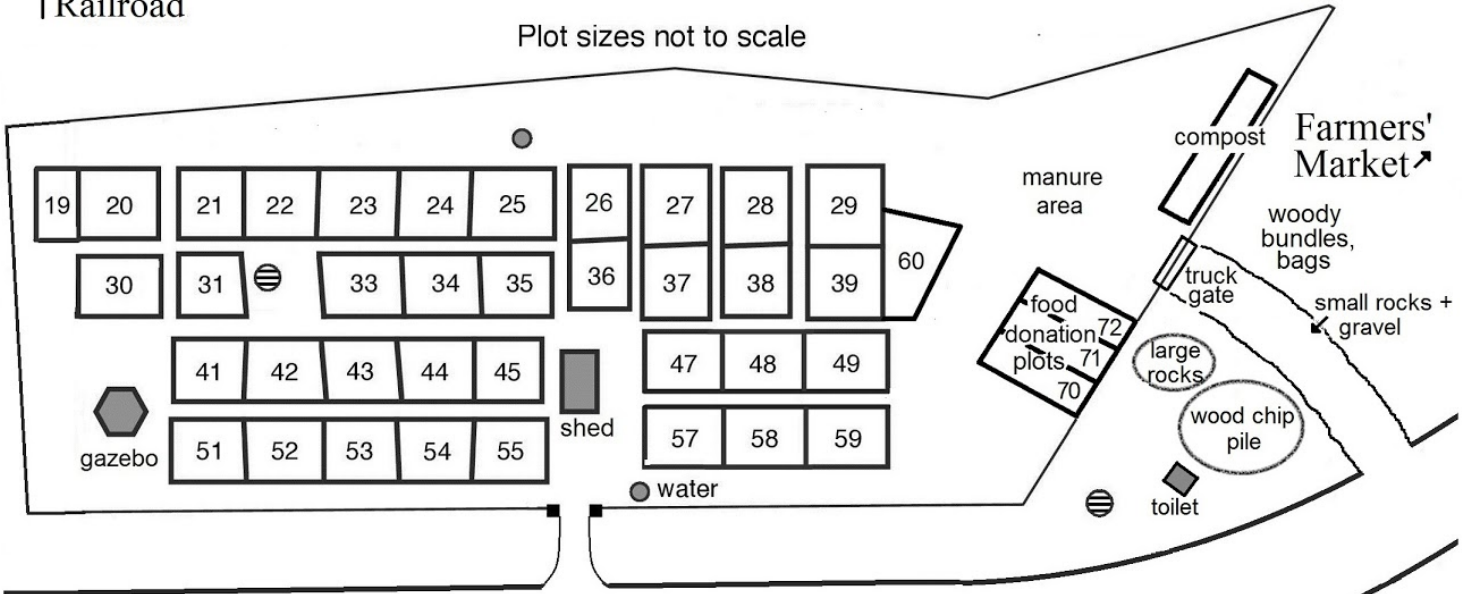 Railroad
Plot sizes not to scale
compost
Farmers'
Market
manure
area
woody
bundles,
bags
19 20 21 22 23 24 25 26 27 28 29
60
30 31 33 34 35 36 37 38 39
truck
gate
small rocks +
gravel
food
donation
plots
72
71
70
large
rocks
41 42 43 44 45 47 48 49
shed
wood chip
pile
gazebo
51 52 53 54 55 57 58 59
water
toilet